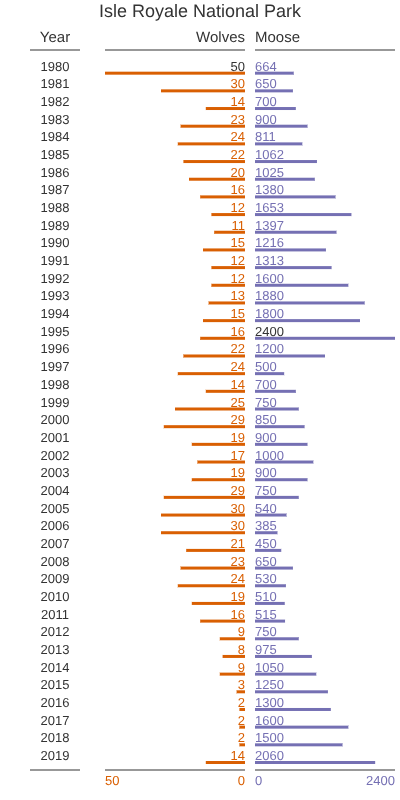 Isle Royale National Park
Year Wolves Moose
1980 50 664
1981 30 650
1982 14 700
1983 23 900
1984 24 811
1985 22 1062
1986 20 1025
1987 16 1380
1988 12 1653
1989 11 1397
1990 15 1216
1991 12 1313
1992 12 1600
1993 13 1880
1994 15 1800
1995 16 2400
1996 22 1200
1997 24 500
1998 14 700
1999 25 750
2000 29 850
2001 19 900
2002 17 1000
2003 19 900
2004 29 750
2005 30 540
2006 30 385
2007 21 450
2008 23 650
2009 24 530
2010 19 510
2011 16 515
2012 9 750
2013 8 975
2014 9 1050
2015 3 1250
2016 2 1300
2017 2 1600
2018 2 1500
2019 14 2060
50 0 0 2400